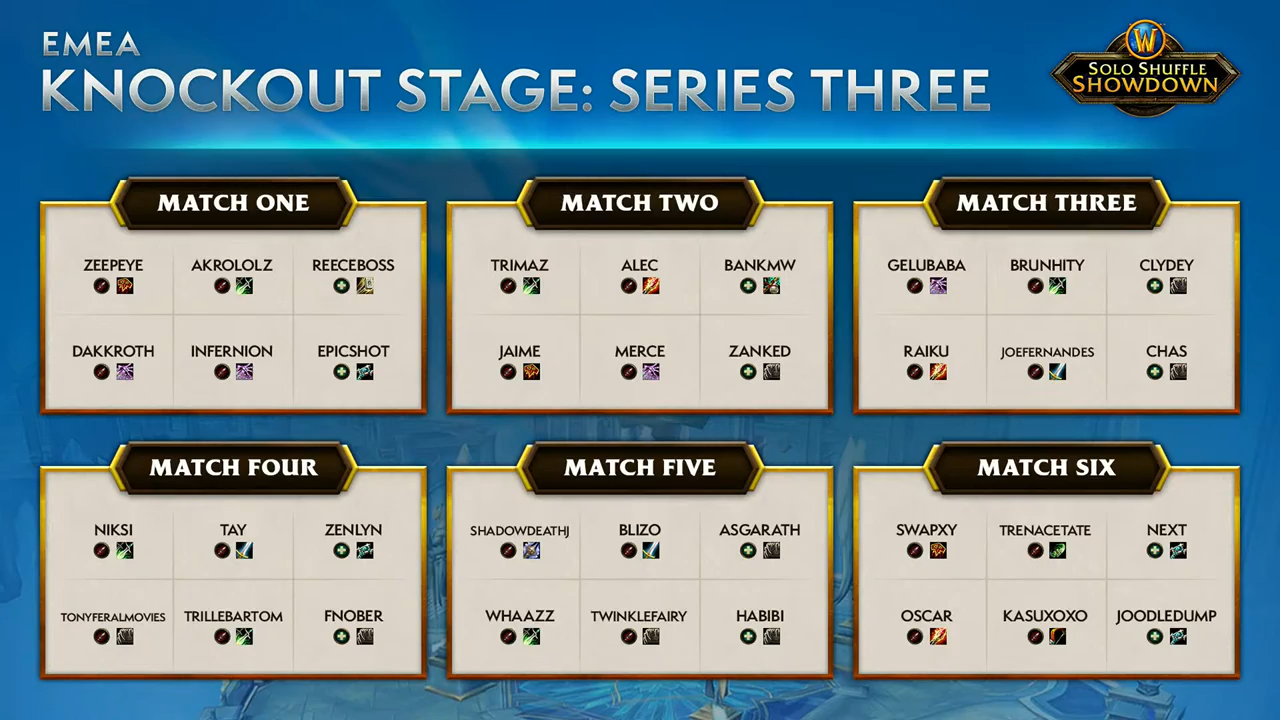 EMEA
KNOCKOUT STAGE: SERIES THREE
W
SOLO SHUFFLE
SHOWDOWN
MATCH ONE
ZEEPEYE AKROLOLZ REECEBOSS
DAKKROTH INFERNION EPICSHOT
MATCH TWO
TRIMAZ ALEC BANKMW
JAIME MERCE ZANKED
MATCH THREE
GELUBABA BRUNHITY CLYDEY
RAIKU JOEFERNANDES CHAS
MATCH FOUR
NIKSI TAY ZENLYN
TONYFERALMOVIES TRILLEBARTOM FNOBER
MATCH FIVE
SHADOWDEATHJ BLIZO ASGARATH
WHAAZZ TWINKLEFAIRY HABIBI
MATCH SIX
SWAPXY TRENACETATE NEXT
OSCAR KASUXOXO JOODLEDUMP